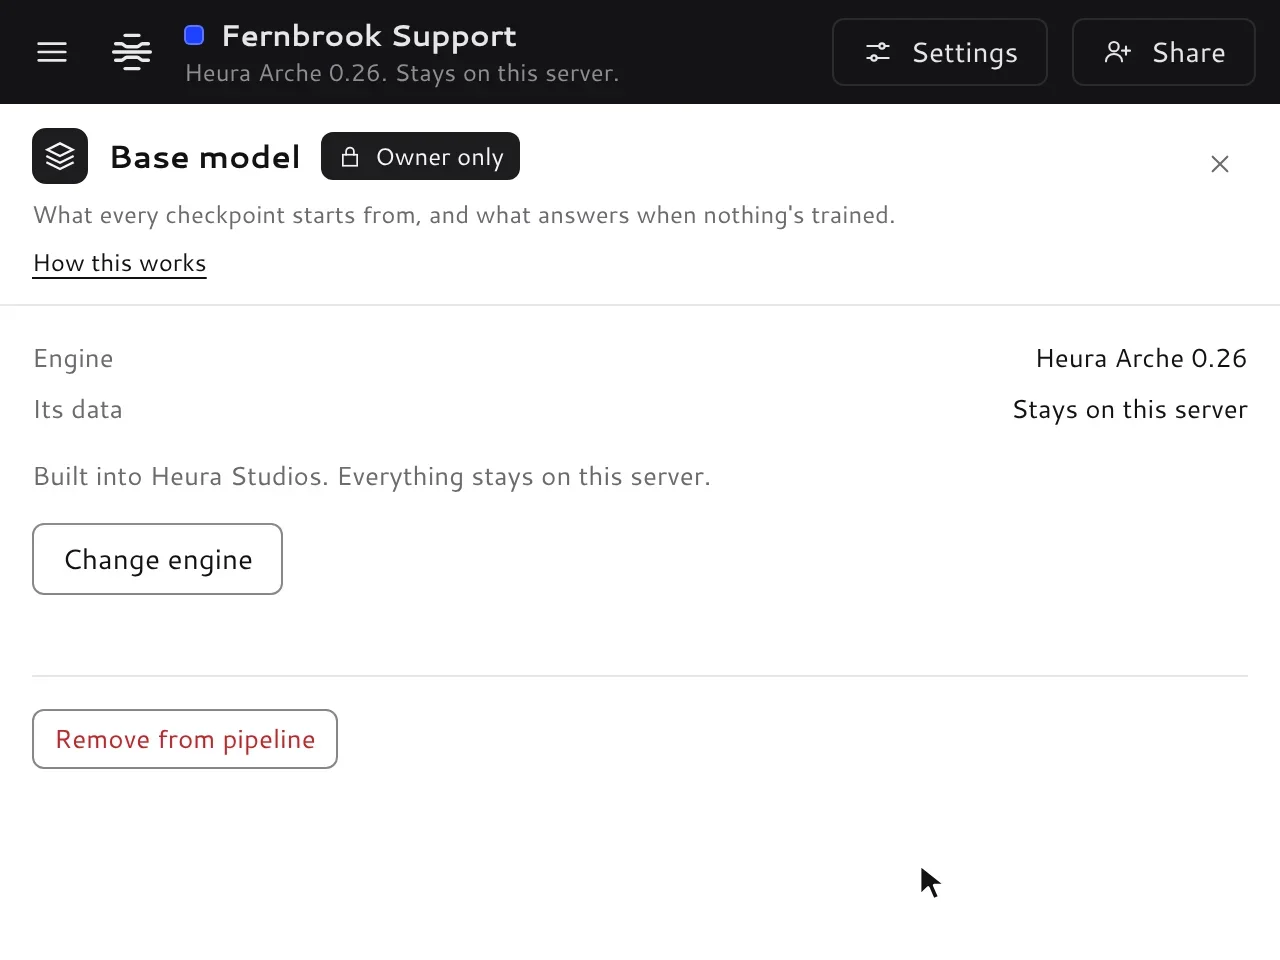 Fernbrook Support
Heura Arche 0.26. Stays on this server.
Settings
Share
Base model
Owner only
What every checkpoint starts from, and what answers when nothing's trained.
How this works
Engine
Heura Arche 0.26
Its data
Stays on this server
Built into Heura Studios. Everything stays on this server.
Change engine
Remove from pipeline